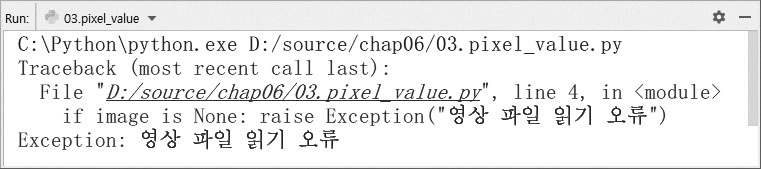 Run: 03.pixel_value
C:\Python\python.exe D:/source/chap06/03.pixel_value.py
Traceback (most recent call last):
File "D:/source/chap06/03.pixel_value.py", line 4, in <module>
if image is None: raise Exception("영상 파일 읽기 오류")
Exception: 영상 파일 읽기 오류